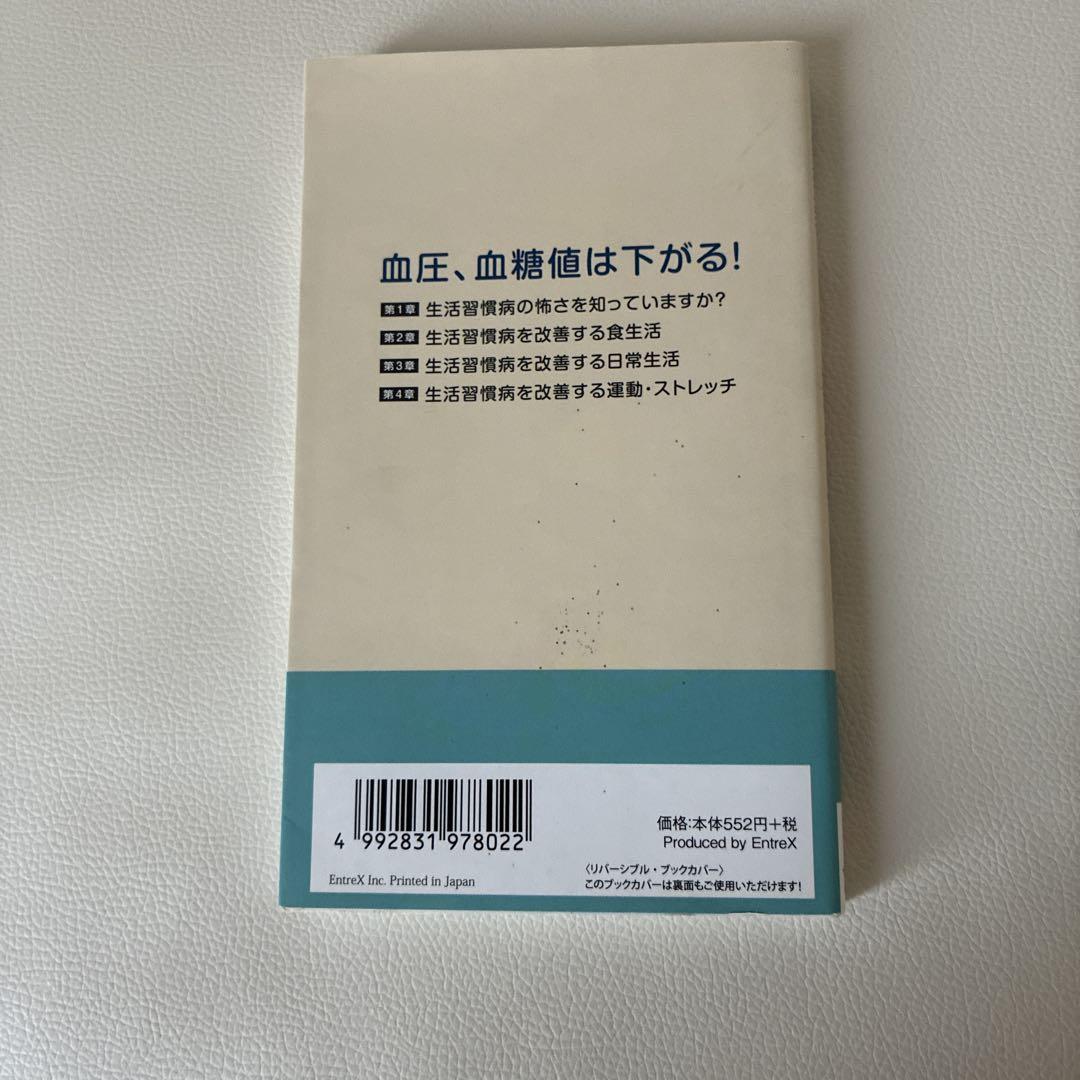 血圧、血糖値は下がる!
第1章 生活習慣病の怖さを知っていますか?
第2章 生活習慣病を改善する食生活
第3章 生活習慣病を改善する日常生活
第4章 生活習慣病を改善する運動・ストレッチ
4 992831 978022
EntreX Inc. Printed in Japan
価格:本体552円+税
Produced by EntreX
〈リバーシブル・ブックカバー〉
このブックカバーは裏面もご使用いただけます!